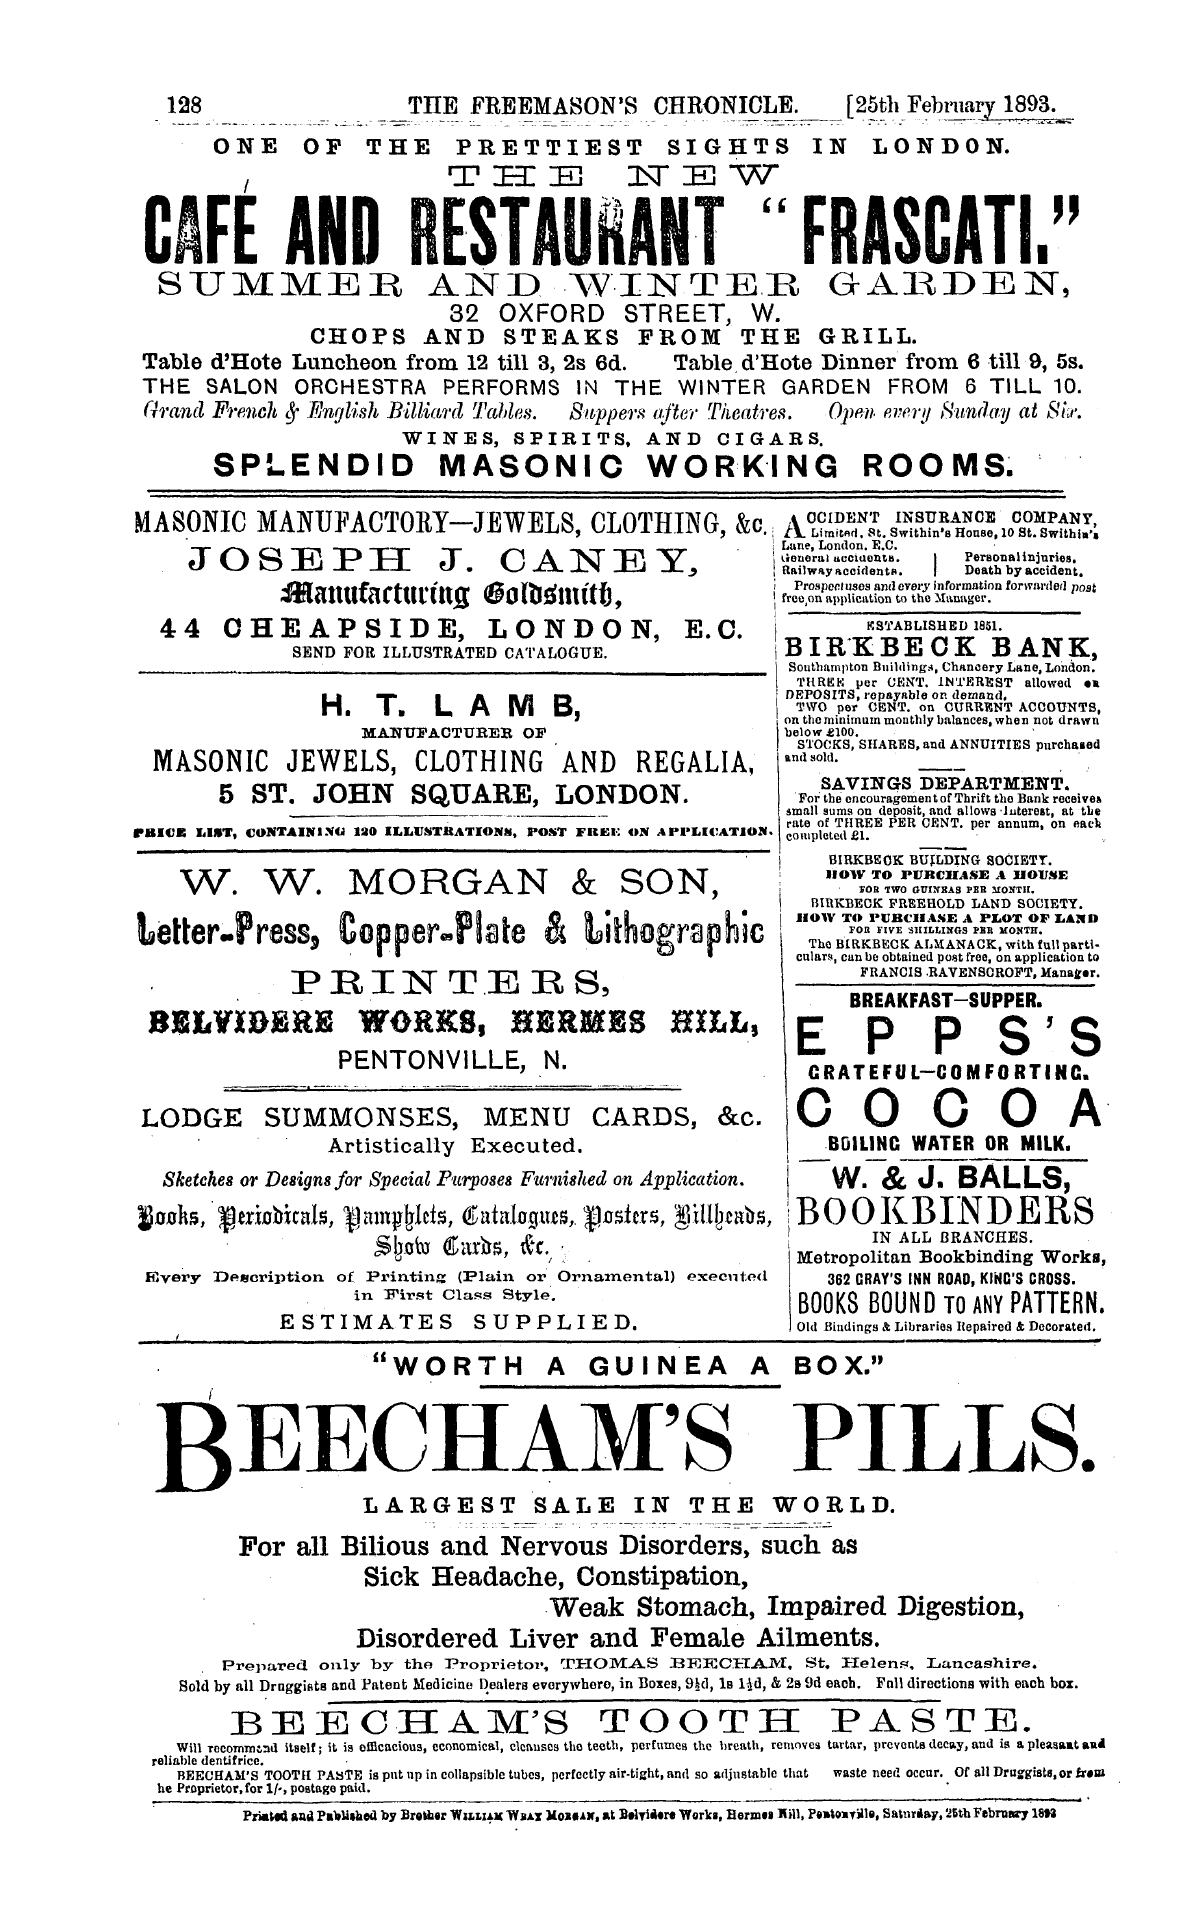 128 THE FREEMASON'S CHRONICLE. [25th February 1893.
ONE OF THE PRETTIEST SIGHTS IN LONDON.
THE NEW
CAFÉ AND RESTAURANT "FRASCATI."
SUMMER AND WINTER GARDEN,
32 OXFORD STREET, W.
CHOPS AND STEAKS FROM THE GRILL.
Table d'Hote Luncheon from 12 till 3, 2s 6d. Table d'Hote Dinner from 6 till 9, 5s.
THE SALON ORCHESTRA PERFORMS IN THE WINTER GARDEN FROM 6 TILL 10.
Grand French & English Billiard Tables. Suppers after Theatres. Open every Sunday at Six.
WINES, SPIRITS, AND CIGARS.
SPLENDID MASONIC WORKING ROOMS.
MASONIC MANUFACTORY—JEWELS, CLOTHING, &c.
JOSEPH J. CANEY,
Manufacturing Goldsmith,
44 CHEAPSIDE, LONDON, E.C.
SEND FOR ILLUSTRATED CATALOGUE.
H. T. LAMB,
MANUFACTURER OF
MASONIC JEWELS, CLOTHING AND REGALIA,
5 ST. JOHN SQUARE, LONDON.
PRICE LIST, CONTAINING 120 ILLUSTRATIONS, POST FREE ON APPLICATION.
W. W. MORGAN & SON,
Letter-Press, Copper-Plate & Lithographic
PRINTERS,
BELVIDERE WORKS, HERMES HILL,
PENTONVILLE, N.
LODGE SUMMONSES, MENU CARDS, &c.
Artistically Executed.
Sketches or Designs for Special Purposes Furnished on Application.
Books, Periodicals, Pamphlets, Catalogues, Posters, Billheads,
Show Cards, &c.
Every Description of Printing (Plain or Ornamental) executed
in First Class Style.
ESTIMATES SUPPLIED.
ACCIDENT INSURANCE COMPANY,
Limited, St. Swithin's House, 10 St. Swithin's
Lane, London, E.C.
General accidents. | Personal injuries.
Railway accidents. | Death by accident.
Prospectuses and every information forwarded post
free, on application to the Manager.
ESTABLISHED 1851.
BIRKBECK BANK,
Southampton Buildings, Chancery Lane, London.
THREE per CENT. INTEREST allowed on
DEPOSITS, repayable on demand.
TWO per CENT. on CURRENT ACCOUNTS,
on the minimum monthly balances, when not drawn
below £100.
STOCKS, SHARES, and ANNUITIES purchased
and sold.
SAVINGS DEPARTMENT.
For the encouragement of Thrift the Bank receives
small sums on deposit, and allows Interest, at the
rate of THREE PER CENT. per annum, on each
completed £1.
BIRKBECK BUILDING SOCIETY.
HOW TO PURCHASE A HOUSE
FOR TWO GUINEAS PER MONTH.
BIRKBECK FREEHOLD LAND SOCIETY.
HOW TO PURCHASE A PLOT OF LAND
FOR FIVE SHILLINGS PER MONTH.
The BIRKBECK ALMANACK, with full parti-
culars, can be obtained post free, on application to
FRANCIS RAVENSCROFT, Manager.
BREAKFAST—SUPPER.
EPPS'S
GRATEFUL—COMFORTING.
COCOA
BOILING WATER OR MILK.
W. & J. BALLS,
BOOKBINDERS
IN ALL BRANCHES.
Metropolitan Bookbinding Works,
362 GRAY'S INN ROAD, KING'S CROSS.
BOOKS BOUND TO ANY PATTERN.
Old Bindings & Libraries Repaired & Decorated.
"WORTH A GUINEA A BOX."
BEECHAM'S PILLS.
LARGEST SALE IN THE WORLD.
For all Bilious and Nervous Disorders, such as
Sick Headache, Constipation,
Weak Stomach, Impaired Digestion,
Disordered Liver and Female Ailments.
Prepared only by the Proprietor, THOMAS BEECHAM, St. Helens, Lancashire.
Sold by all Druggists and Patent Medicine Dealers everywhere, in Boxes, 9½d, 1s 1½d, & 2s 9d each. Full directions with each box.
BEECHAM'S TOOTH PASTE.
Will recommend itself; it is efficacious, economical, cleanses the teeth, perfumes the breath, removes tartar, prevents decay, and is a pleasant and
reliable dentifrice.
BEECHAM'S TOOTH PASTE is put up in collapsible tubes, perfectly air-tight, and so adjustable that waste need occur. Of all Druggists, or from
he Proprietor, for 1/-, postage paid.
Printed and Published by Brother WILLIAM WRAY MORGAN, at Belvidere Works, Hermes Hill, Pentonville, Saturday, 25th February 1893